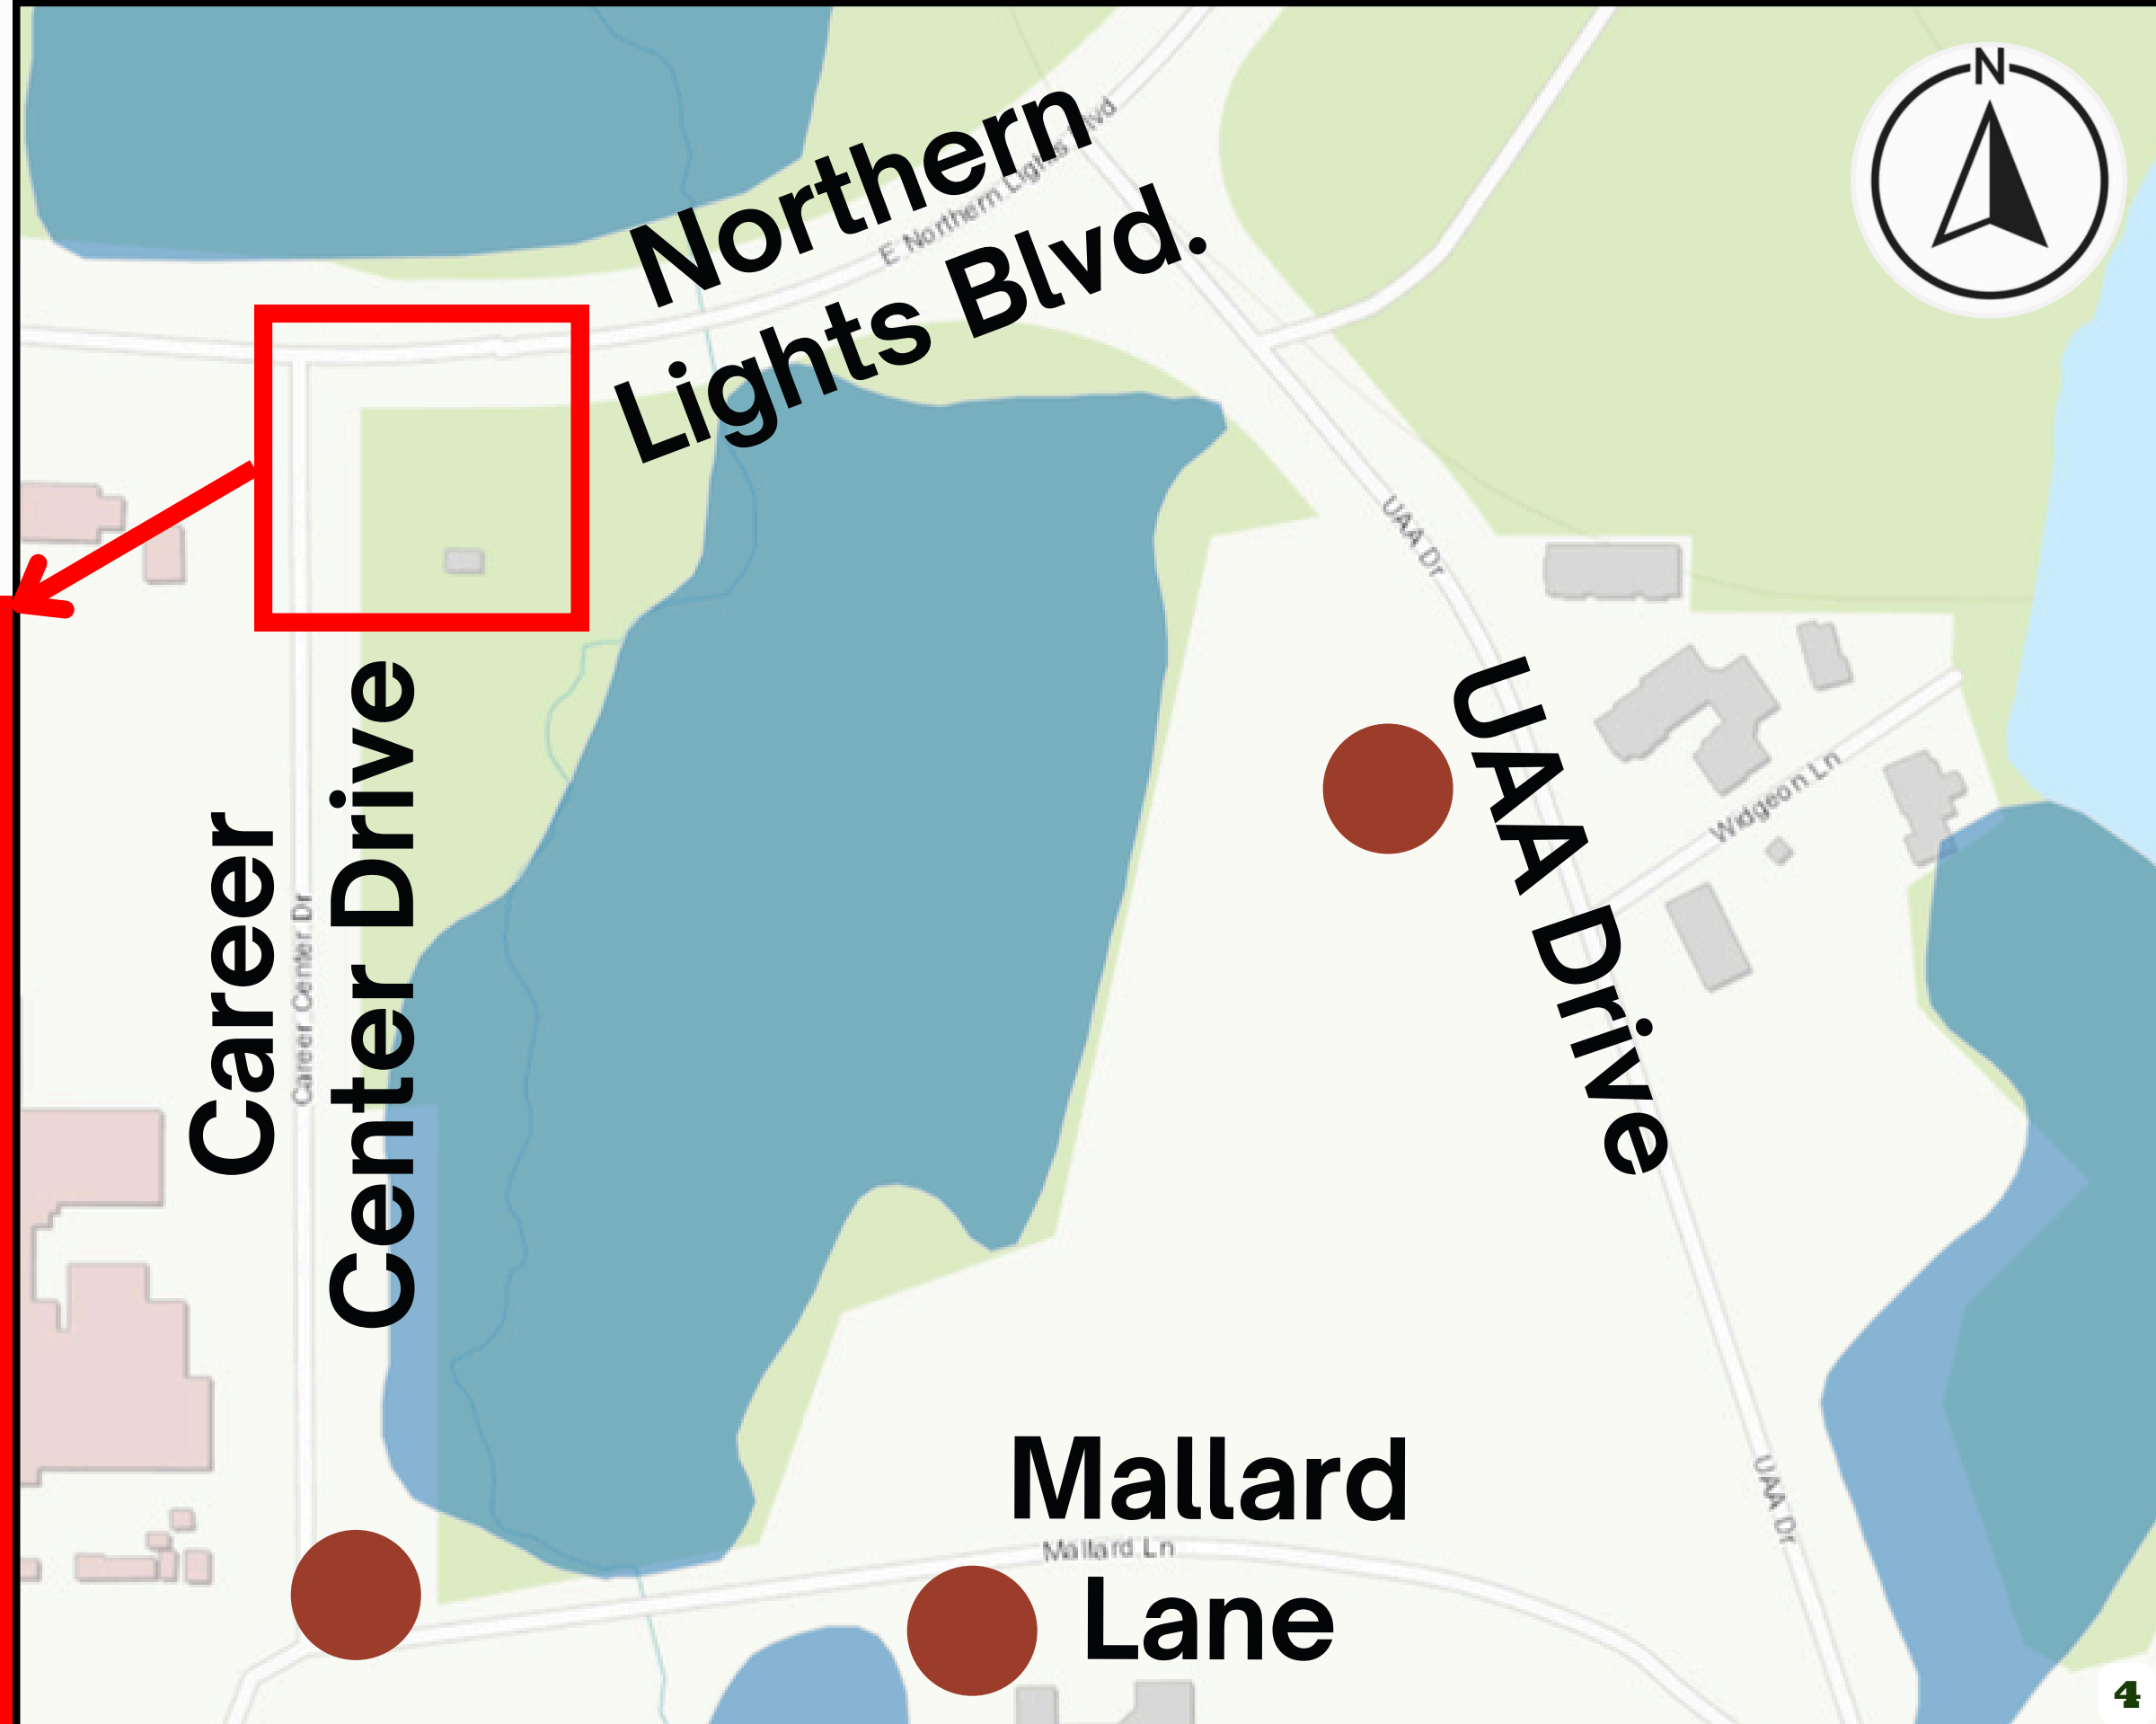 N
Northern
Lights Blvd.
E Northern Lights Blvd
UAA Dr
UAA Drive
Widgeon Ln
Career
Center Drive
Career Center Dr
Mallard
Mallard Ln
Lane
UAA Dr
4